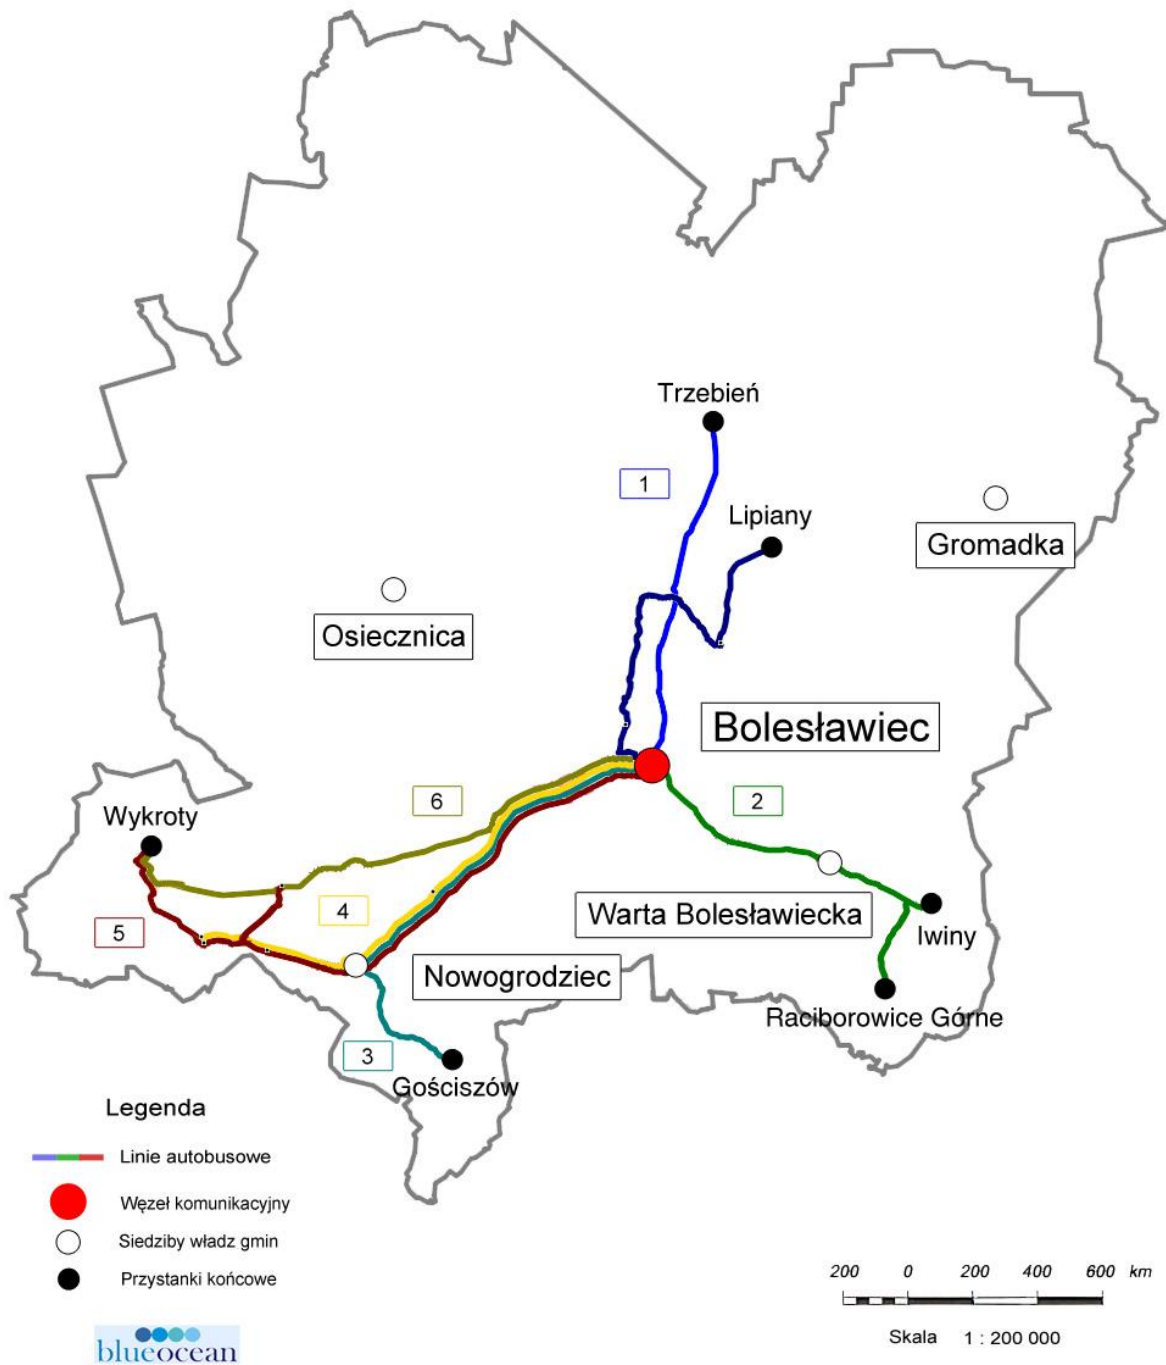 Trzebień
1
Lipiany
Gromadka
Osiecznica
Bolesławiec
6
2
Wykroty
4
5
Warta Bolesławiecka
Iwiny
Nowogrodziec
Raciborowice Górne
3
Gościszów
Legenda
Linie autobusowe
Węzeł komunikacyjny
Siedziby władz gmin
Przystanki końcowe
200 0 200 400 600 km
Skala 1 : 200 000
blueocean